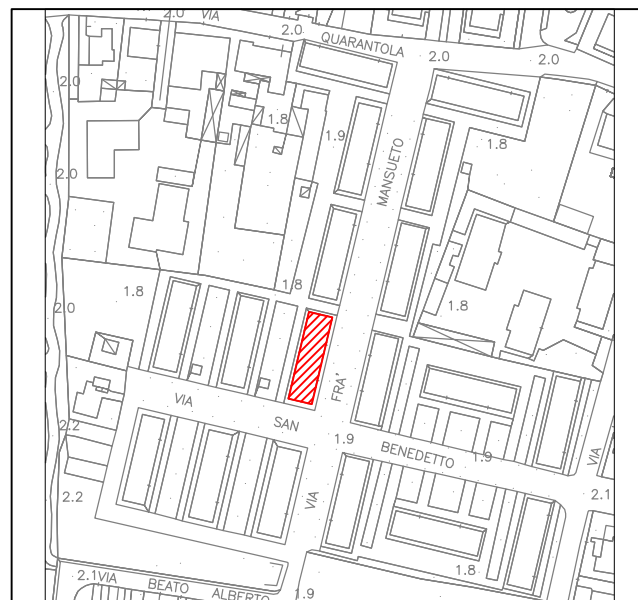 2.0 VIA
2.0
QUARANTOLA
2.0
2.0
2.0
1.8
1.9
1.8
MANSUETO
2.0
1.8
1.8
1.8
2.0
FRA'
VIA
SAN
1.9
BENEDETTO
1.9
VIA
2.2
2.2
VIA
2.1
2.1 VIA
BEATO
ALBERTO
1.9
1.8